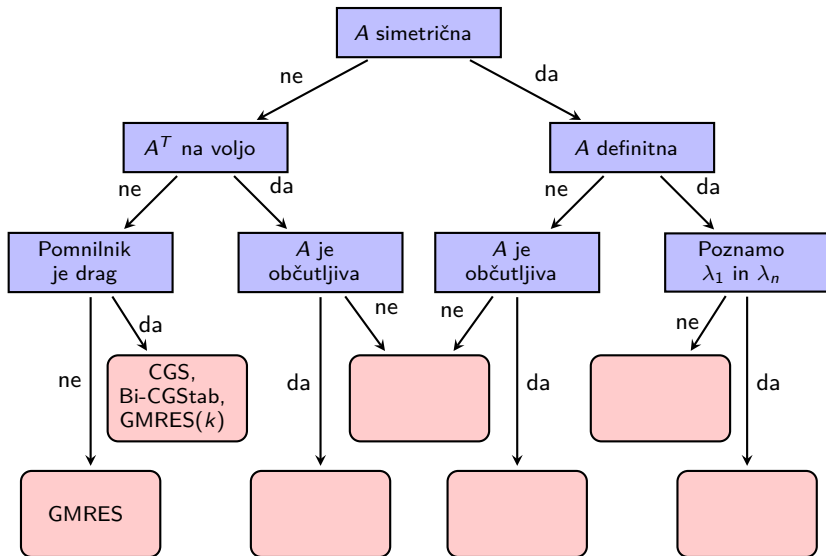 A simetrična
ne
da
A^T na voljo
A definitna
ne
da
ne
da
Pomnilnik
je drag
A je
občutljiva
A je
občutljiva
Poznamo
λ₁ in λₙ
da
ne
ne
ne
ne
da
da
da
CGS,
Bi-CGStab,
GMRES(k)
GMRES